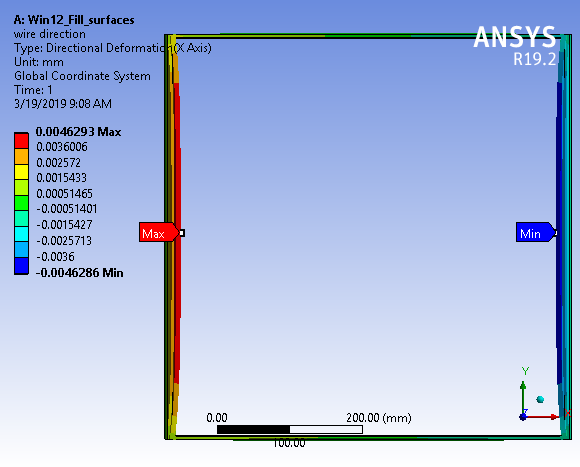 A: Win12_Fill_surfaces
wire direction
Type: Directional Deformation(X Axis)
Unit: mm
Global Coordinate System
Time: 1
3/19/2019 9:08 AM
ANSYS
R19.2
0.0046293 Max
0.0036006
0.002572
0.0015433
0.00051465
-0.00051401
-0.0015427
-0.0025713
-0.0036
-0.0046286 Min
Max
Min
Y
0.00
200.00 (mm)
100.00